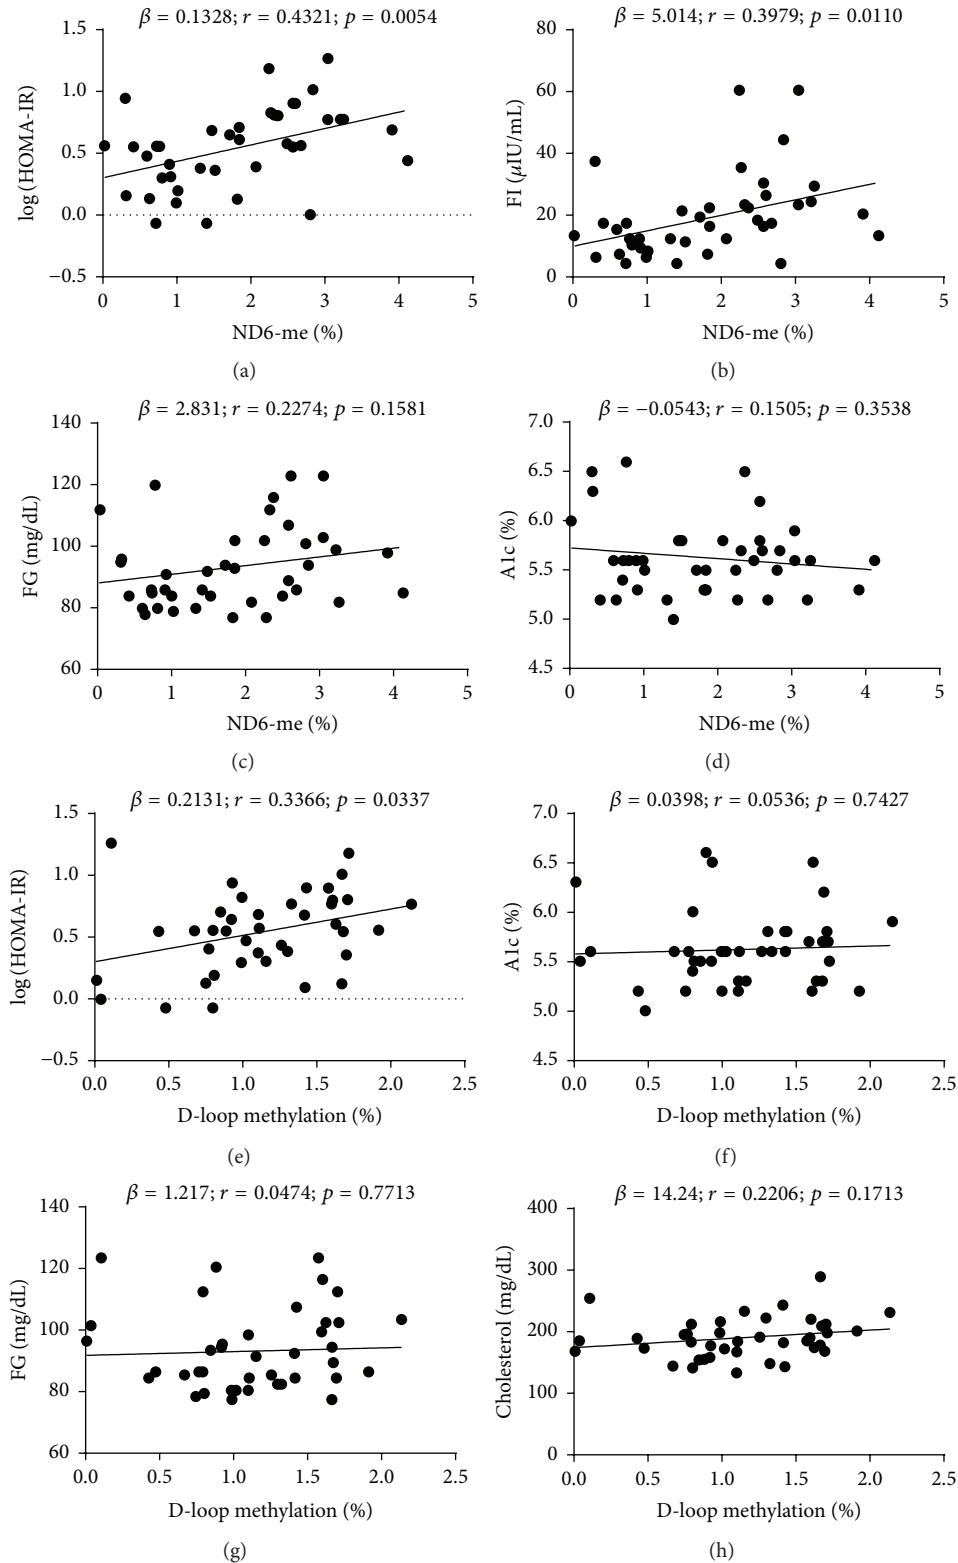 β = 0.1328; r = 0.4321; p = 0.0054
1.5
1.0
0.5
0.0
−0.5
log (HOMA-IR)
0 1 2 3 4 5
ND6-me (%)
(a)
β = 5.014; r = 0.3979; p = 0.0110
80
60
40
20
0
FI (μIU/mL)
0 1 2 3 4 5
ND6-me (%)
(b)
β = 2.831; r = 0.2274; p = 0.1581
140
120
100
80
60
FG (mg/dL)
0 1 2 3 4 5
ND6-me (%)
(c)
β = −0.0543; r = 0.1505; p = 0.3538
7.0
6.5
6.0
5.5
5.0
4.5
A1c (%)
0 1 2 3 4 5
ND6-me (%)
(d)
β = 0.2131; r = 0.3366; p = 0.0337
1.5
1.0
0.5
0.0
−0.5
log (HOMA-IR)
0.0 0.5 1.0 1.5 2.0 2.5
D-loop methylation (%)
(e)
β = 0.0398; r = 0.0536; p = 0.7427
7.0
6.5
6.0
5.5
5.0
4.5
A1c (%)
0.0 0.5 1.0 1.5 2.0 2.5
D-loop methylation (%)
(f)
β = 1.217; r = 0.0474; p = 0.7713
140
120
100
80
60
FG (mg/dL)
0.0 0.5 1.0 1.5 2.0 2.5
D-loop methylation (%)
(g)
β = 14.24; r = 0.2206; p = 0.1713
400
300
200
100
0
Cholesterol (mg/dL)
0.0 0.5 1.0 1.5 2.0 2.5
D-loop methylation (%)
(h)